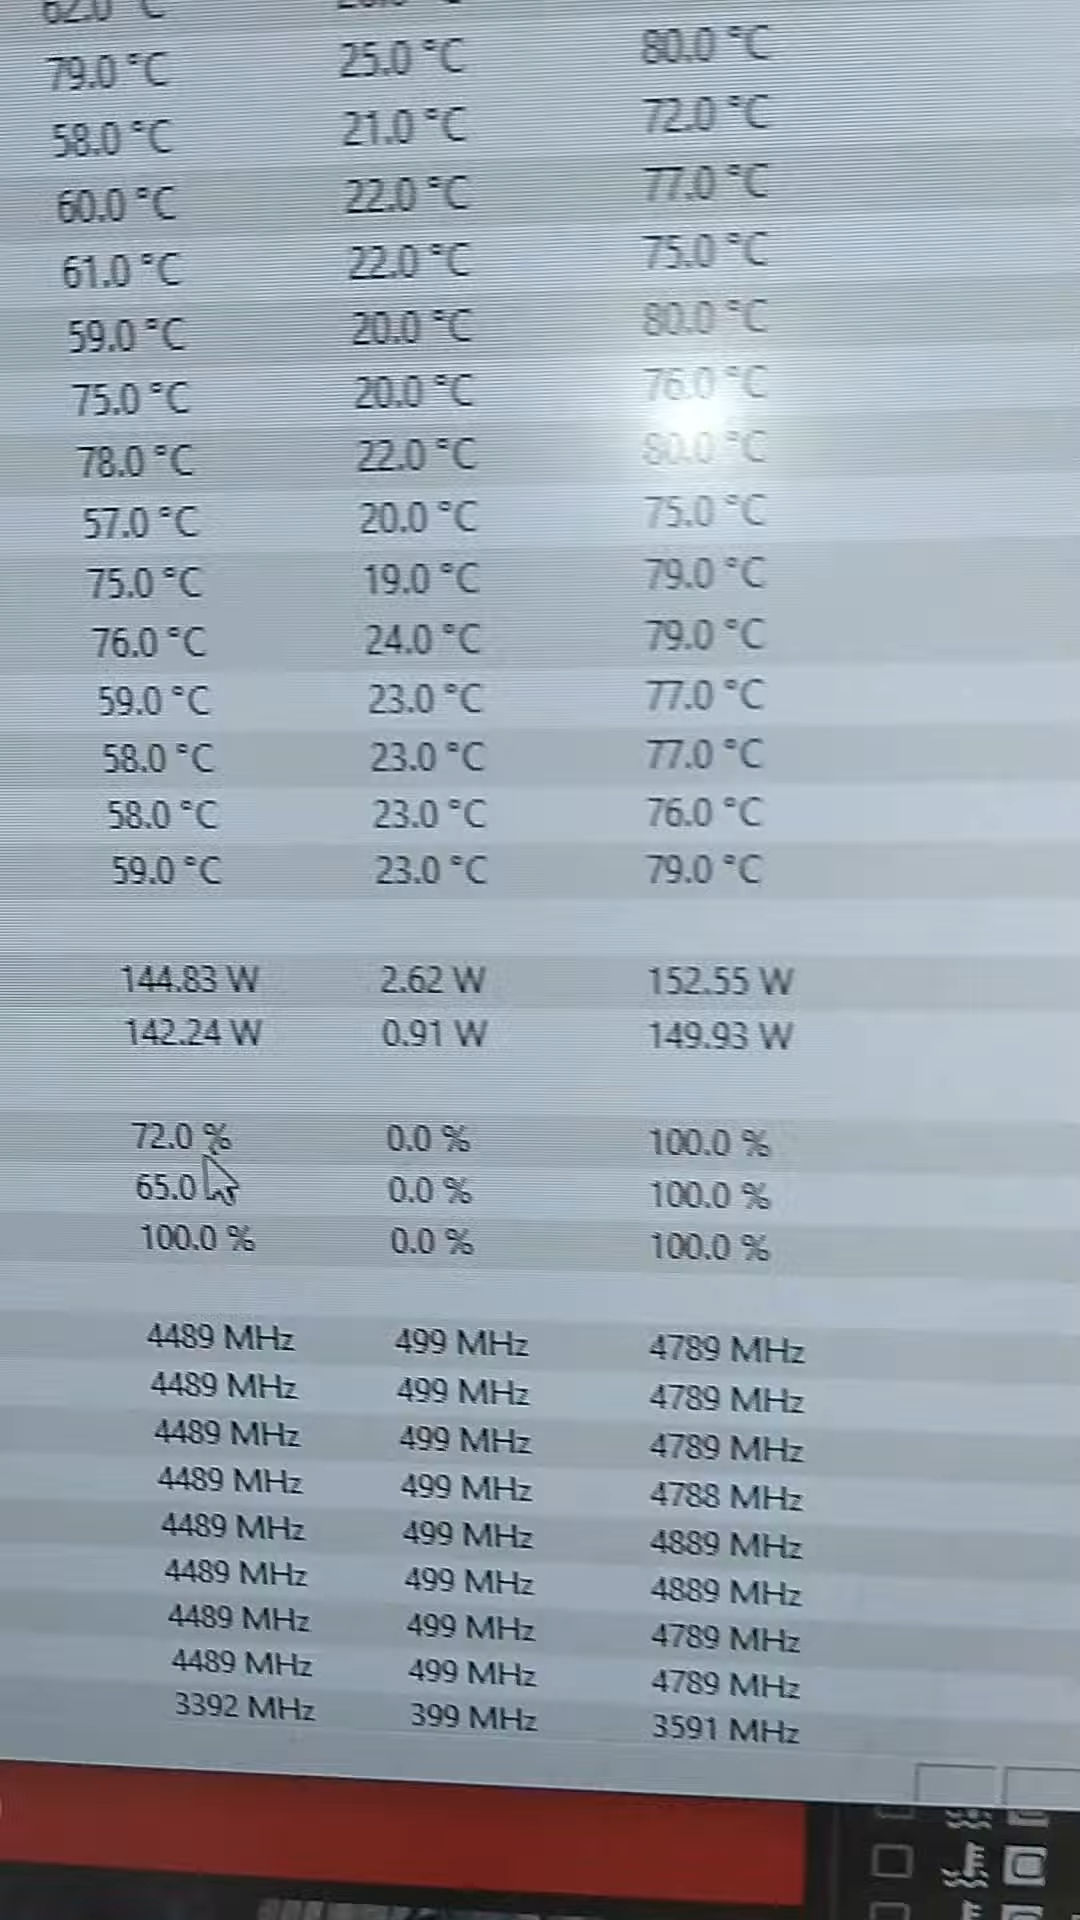 62.0 °C
79.0 °C 25.0 °C 80.0 °C
58.0 °C 21.0 °C 72.0 °C
60.0 °C 22.0 °C 77.0 °C
61.0 °C 22.0 °C 75.0 °C
59.0 °C 20.0 °C 80.0 °C
75.0 °C 20.0 °C 76.0 °C
78.0 °C 22.0 °C 80.0 °C
57.0 °C 20.0 °C 75.0 °C
75.0 °C 19.0 °C 79.0 °C
76.0 °C 24.0 °C 79.0 °C
59.0 °C 23.0 °C 77.0 °C
58.0 °C 23.0 °C 77.0 °C
58.0 °C 23.0 °C 76.0 °C
59.0 °C 23.0 °C 79.0 °C
144.83 W 2.62 W 152.55 W
142.24 W 0.91 W 149.93 W
72.0 % 0.0 % 100.0 %
65.0 0.0 % 100.0 %
100.0 % 0.0 % 100.0 %
4489 MHz 499 MHz 4789 MHz
4489 MHz 499 MHz 4789 MHz
4489 MHz 499 MHz 4789 MHz
4489 MHz 499 MHz 4788 MHz
4489 MHz 499 MHz 4889 MHz
4489 MHz 499 MHz 4889 MHz
4489 MHz 499 MHz 4789 MHz
4489 MHz 499 MHz 4789 MHz
3392 MHz 399 MHz 3591 MHz